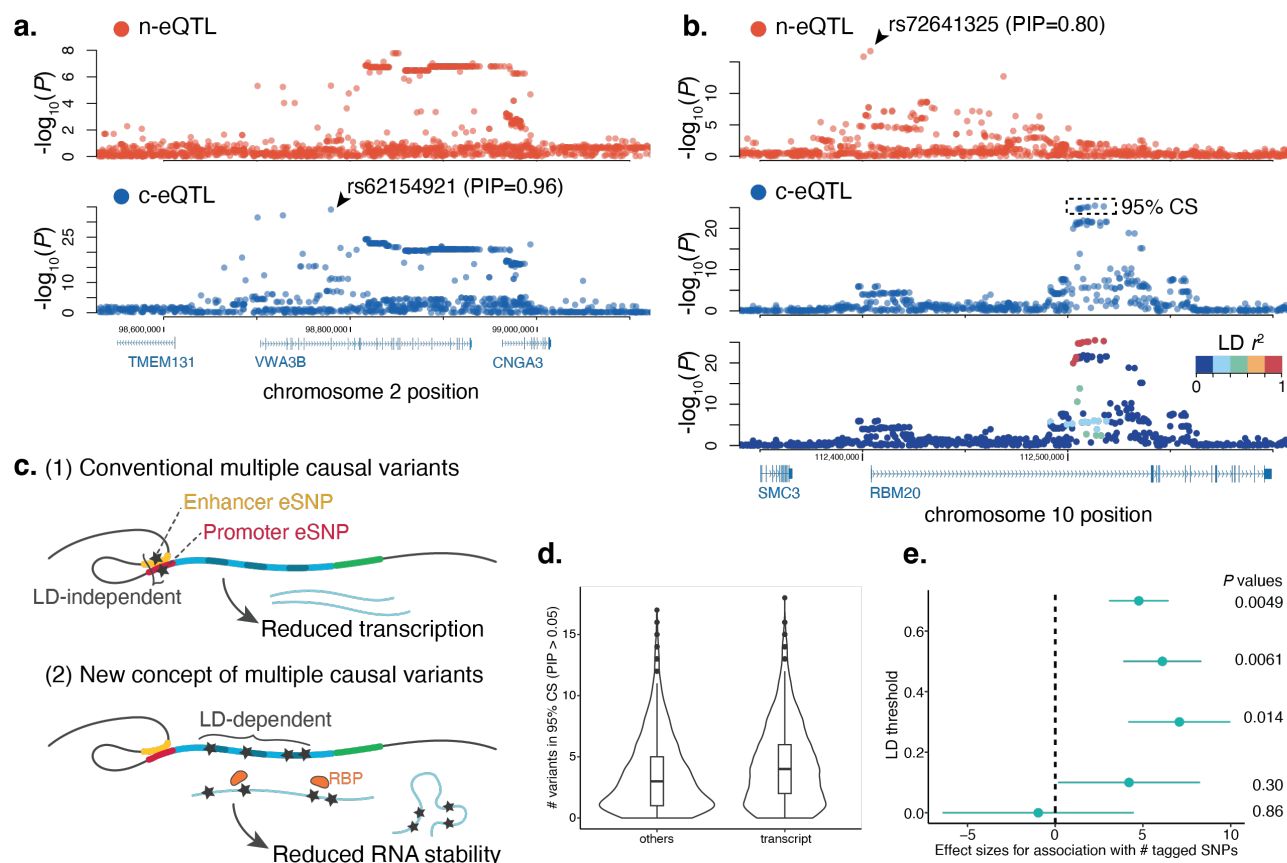 a.
n-eQTL
8
6
4
2
0
-log10(P)
rs62154921 (PIP=0.96)
c-eQTL
25
10
0
-log10(P)
98,600,000
98,800,000
99,000,000
TMEM131
VWA3B
CNGA3
chromosome 2 position
b.
n-eQTL
rs72641325 (PIP=0.80)
15
10
5
0
-log10(P)
c-eQTL
95% CS
20
10
0
-log10(P)
LD r²
0
1
20
10
0
-log10(P)
112,400,000
112,500,000
SMC3
RBM20
chromosome 10 position
c.
(1) Conventional multiple causal variants
Enhancer eSNP
Promoter eSNP
LD-independent
Reduced transcription
(2) New concept of multiple causal variants
LD-dependent
RBP
Reduced RNA stability
d.
# variants in 95% CS (PIP > 0.05)
15
10
5
0
others
transcript
e.
P values
0.0049
0.0061
0.014
0.30
0.86
LD threshold
0.6
0.4
0.2
0.0
−5
0
5
10
Effect sizes for association with # tagged SNPs